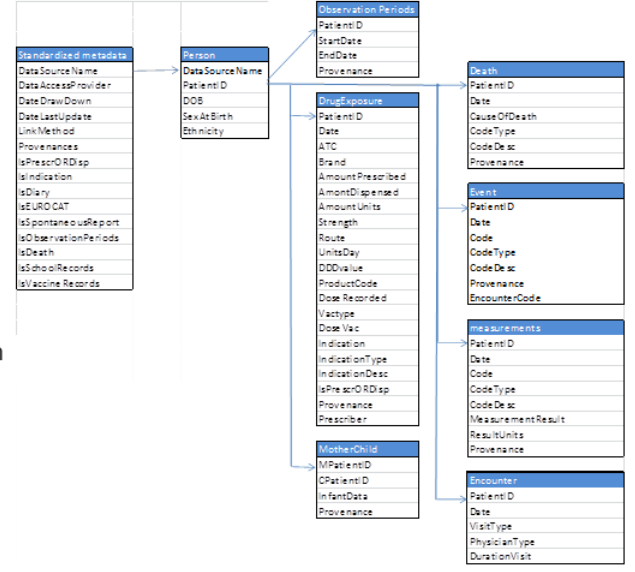 Standardized metadata
DataSourceName
DataAccessProvider
DateDrawDown
DateLastUpdate
LinkMethod
Provenances
IsPrescrORDisp
IsIndication
IsDiary
IsEUROCAT
IsSpontaneousReport
IsObservationPeriods
IsDeath
IsSchoolRecords
IsVaccineRecords
Person
DataSourceName
PatientID
DOB
SexAtBirth
Ethnicity
Observation Periods
PatientID
StartDate
EndDate
Provenance
DrugExposure
PatientID
Date
ATC
Brand
AmountPrescribed
AmontDispensed
AmountUnits
Strength
Route
UnitsDay
DDDvalue
ProductCode
Dose Recorded
Vactype
Dose Vac
Indication
IndicationType
IndicationDesc
IsPrescrORDisp
Provenance
Prescriber
MotherChild
MPatientID
CPatientID
InfantData
Provenance
Death
PatientID
Date
CauseOfDeath
CodeType
CodeDesc
Provenance
Event
PatientID
Date
Code
CodeType
CodeDesc
Provenance
EncounterCode
measurements
PatientID
Date
Code
CodeType
CodeDesc
MeasurementResult
ResultUnits
Provenance
Encounter
PatientID
Date
VisitType
PhysicianType
DurationVisit